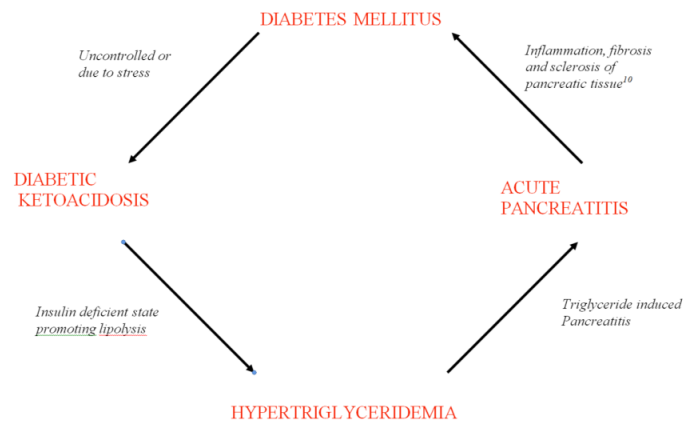 DIABETES MELLITUS
Uncontrolled or
due to stress
Inflammation, fibrosis
and sclerosis of
pancreatic tissue¹⁰
DIABETIC
KETOACIDOSIS
ACUTE
PANCREATITIS
Insulin deficient state
promoting lipolysis
Triglyceride induced
Pancreatitis
HYPERTRIGLYCERIDEMIA